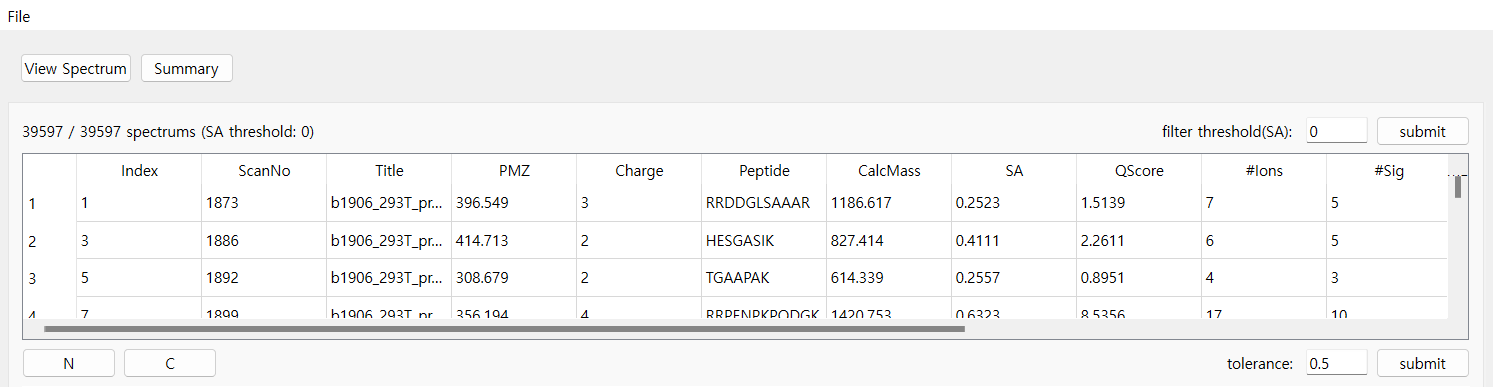 File
View Spectrum Summary
39597 / 39597 spectrums (SA threshold: 0) filter threshold(SA): 0 submit
Index ScanNo Title PMZ Charge Peptide CalcMass SA QScore #Ions #Sig
1 1 1873 b1906_293T_pr... 396.549 3 RRDDGLSAAAR 1186.617 0.2523 1.5139 7 5
2 3 1886 b1906_293T_pr... 414.713 2 HESGASIK 827.414 0.4111 2.2611 6 5
3 5 1892 b1906_293T_pr... 308.679 2 TGAAPAK 614.339 0.2557 0.8951 4 3
4 7 1899 b1906_293T_pr 356.194 4 RRPENPKPQDGK 1420.753 0.6323 8.5356 17 10
N C tolerance: 0.5 submit